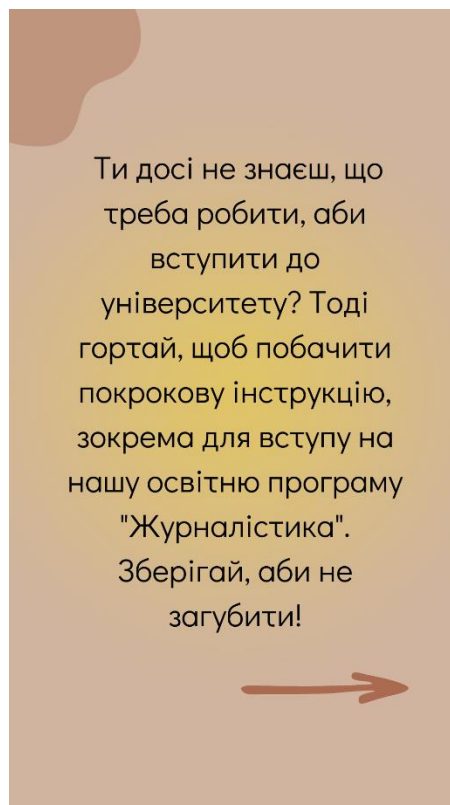 Ти досі не знаєш, що
треба робити, аби
вступити до
університету? Тоді
гортай, щоб побачити
покрокову інструкцію,
зокрема для вступу на
нашу освітню програму
"Журналістика".
Зберігай, аби не
загубити!